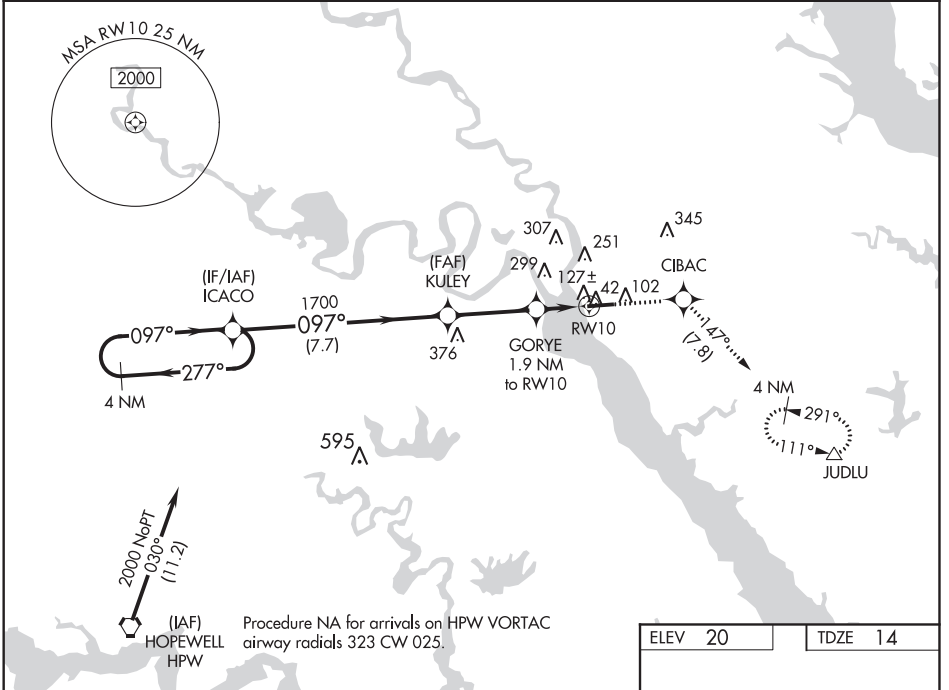 MSA RW10 25 NM
2000
307
345
251
299
127±
42
102
CIBAC
(IF/IAF)
ICACO
(FAF)
KULEY
1700
097°
(7.7)
097°
277°
4 NM
376
GORYE
1.9 NM
to RW10
RW10
147°
(7.8)
4 NM
291°
111°
JUDLU
595
2000 NoPT
030°
(11.2)
(IAF)
HOPEWELL
HPW
Procedure NA for arrivals on HPW VORTAC
airway radials 323 CW 025.
ELEV 20
TDZE 14